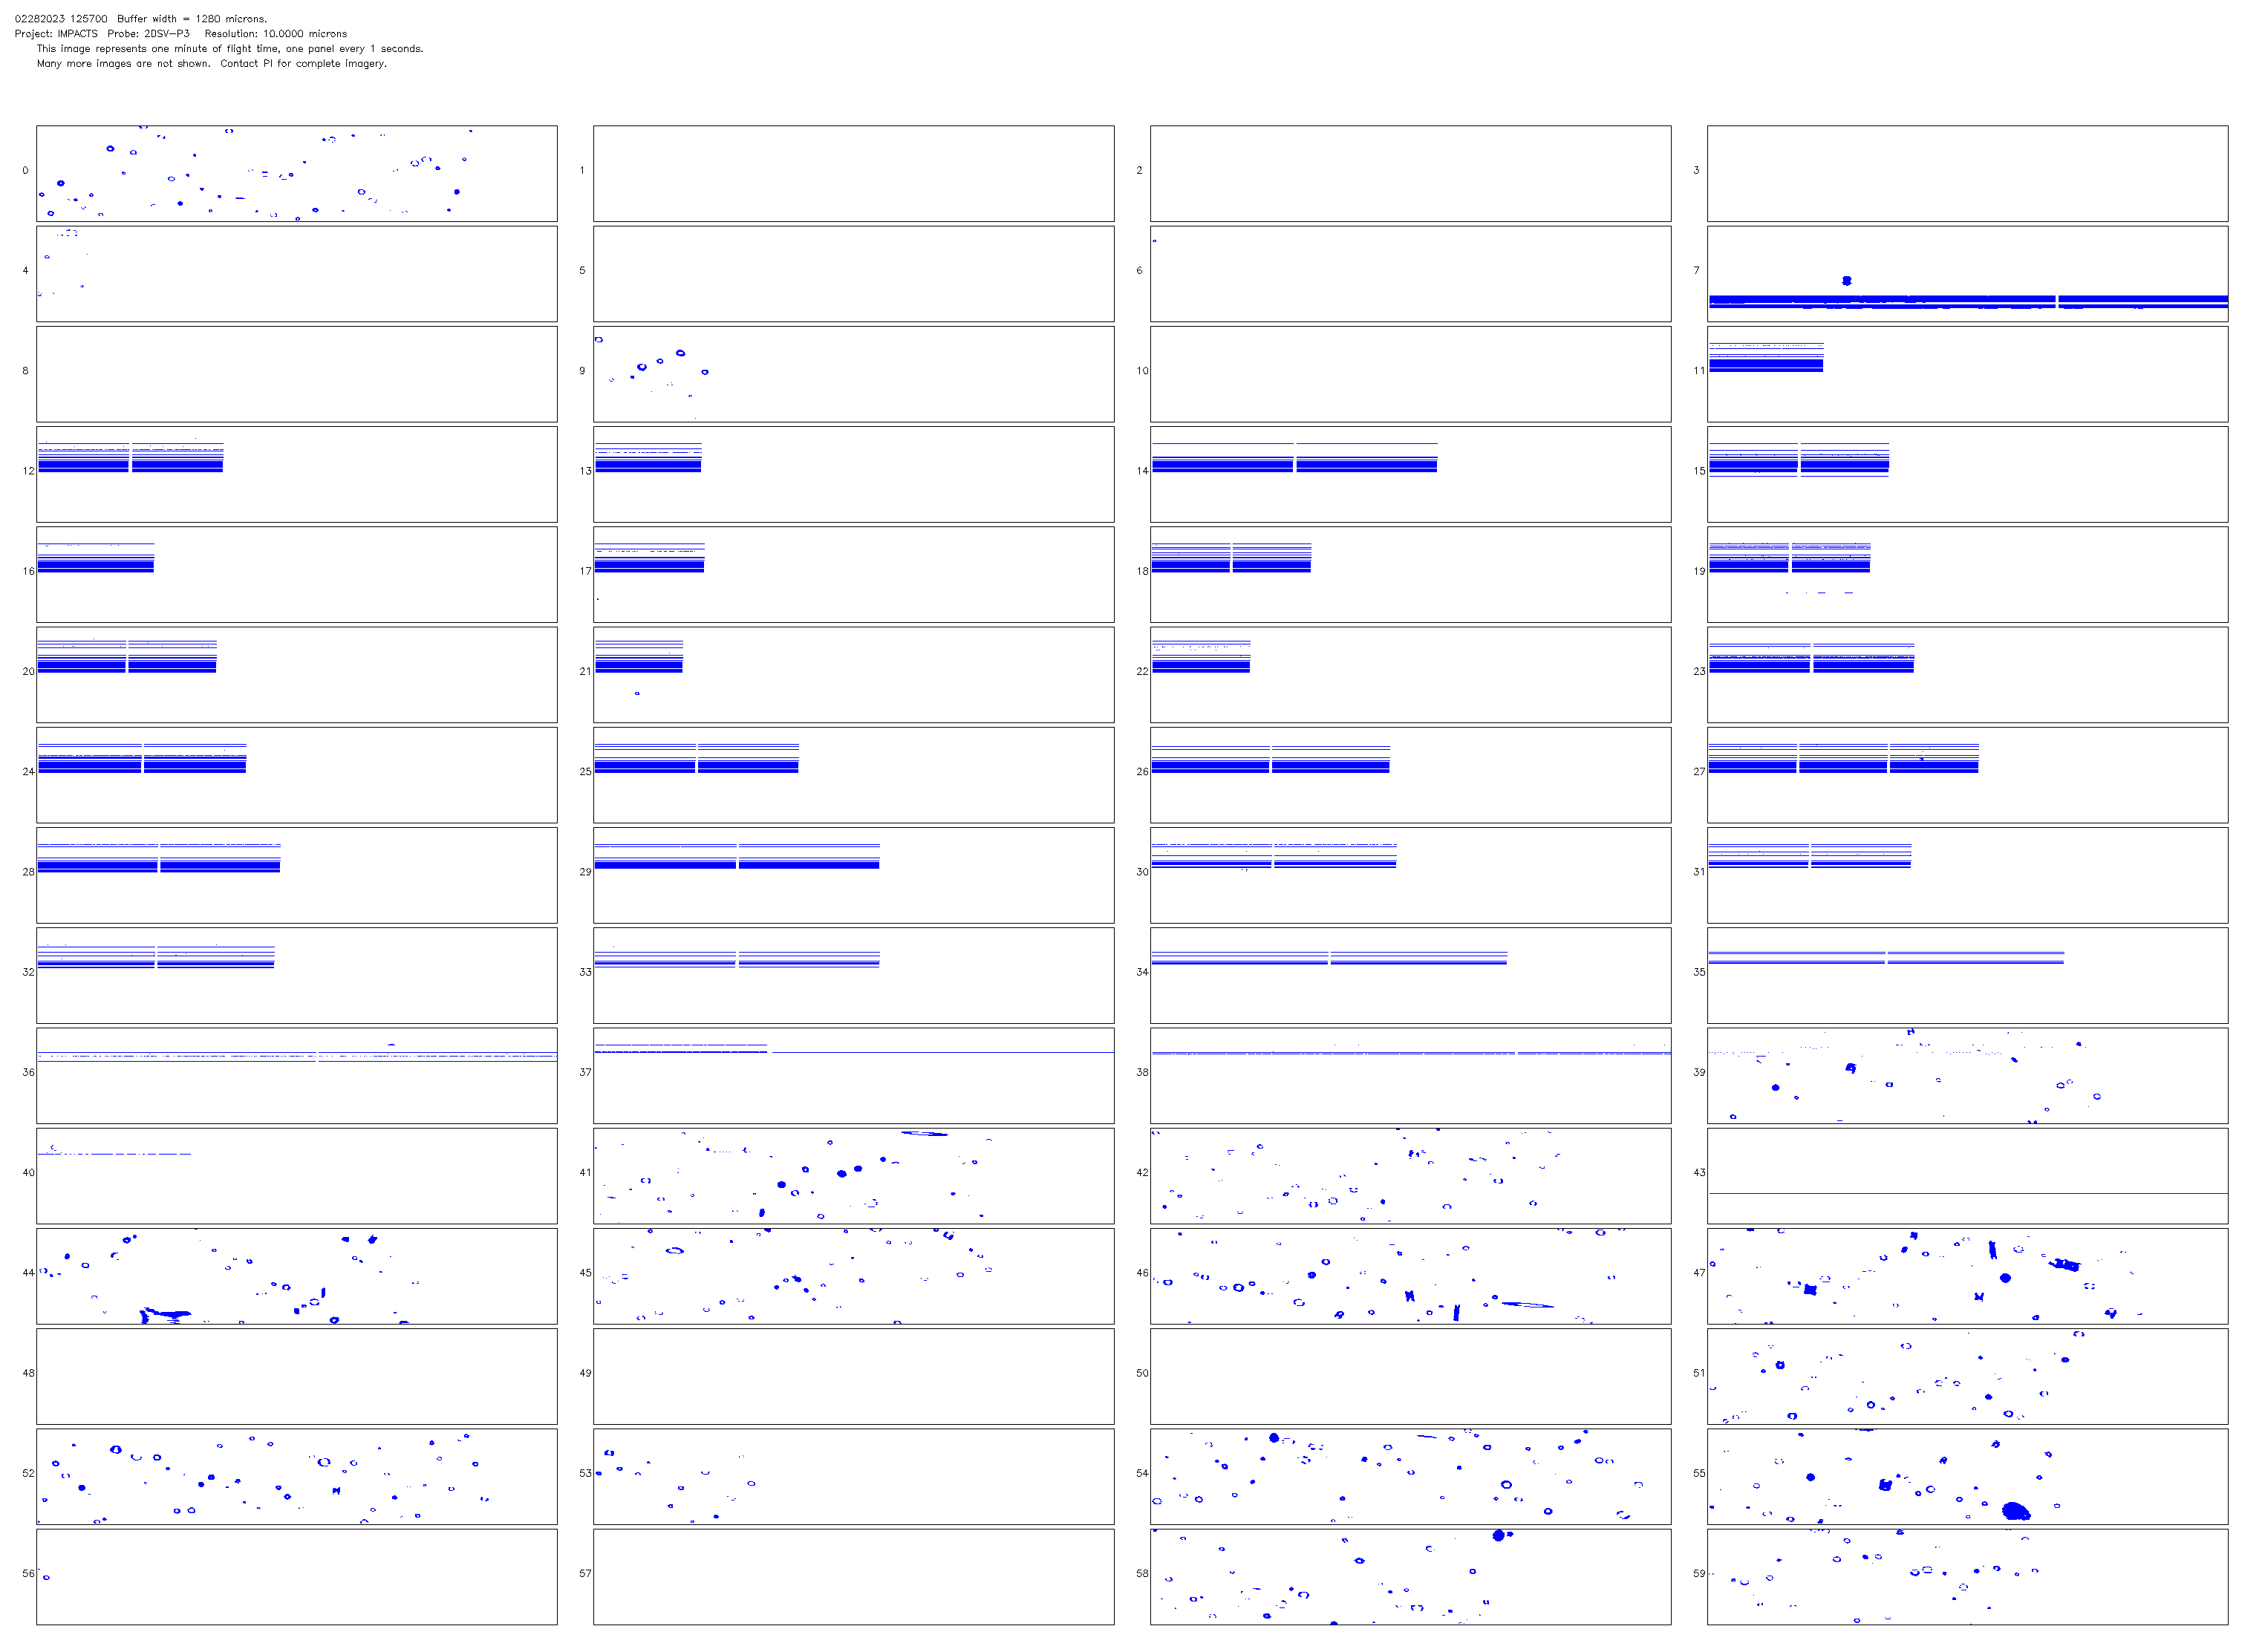 02282023 125700 Buffer width = 1280 microns.
Project: IMPACTS Probe: 2DSV-P3 Resolution: 10.0000 microns
This image represents one minute of flight time, one panel every 1 seconds.
Many more images are not shown. Contact PI for complete imagery.
0 1 2 3
4 5 6 7
8 9 10 11
12 13 14 15
16 17 18 19
20 21 22 23
24 25 26 27
28 29 30 31
32 33 34 35
36 37 38 39
40 41 42 43
44 45 46 47
48 49 50 51
52 53 54 55
56 57 58 59